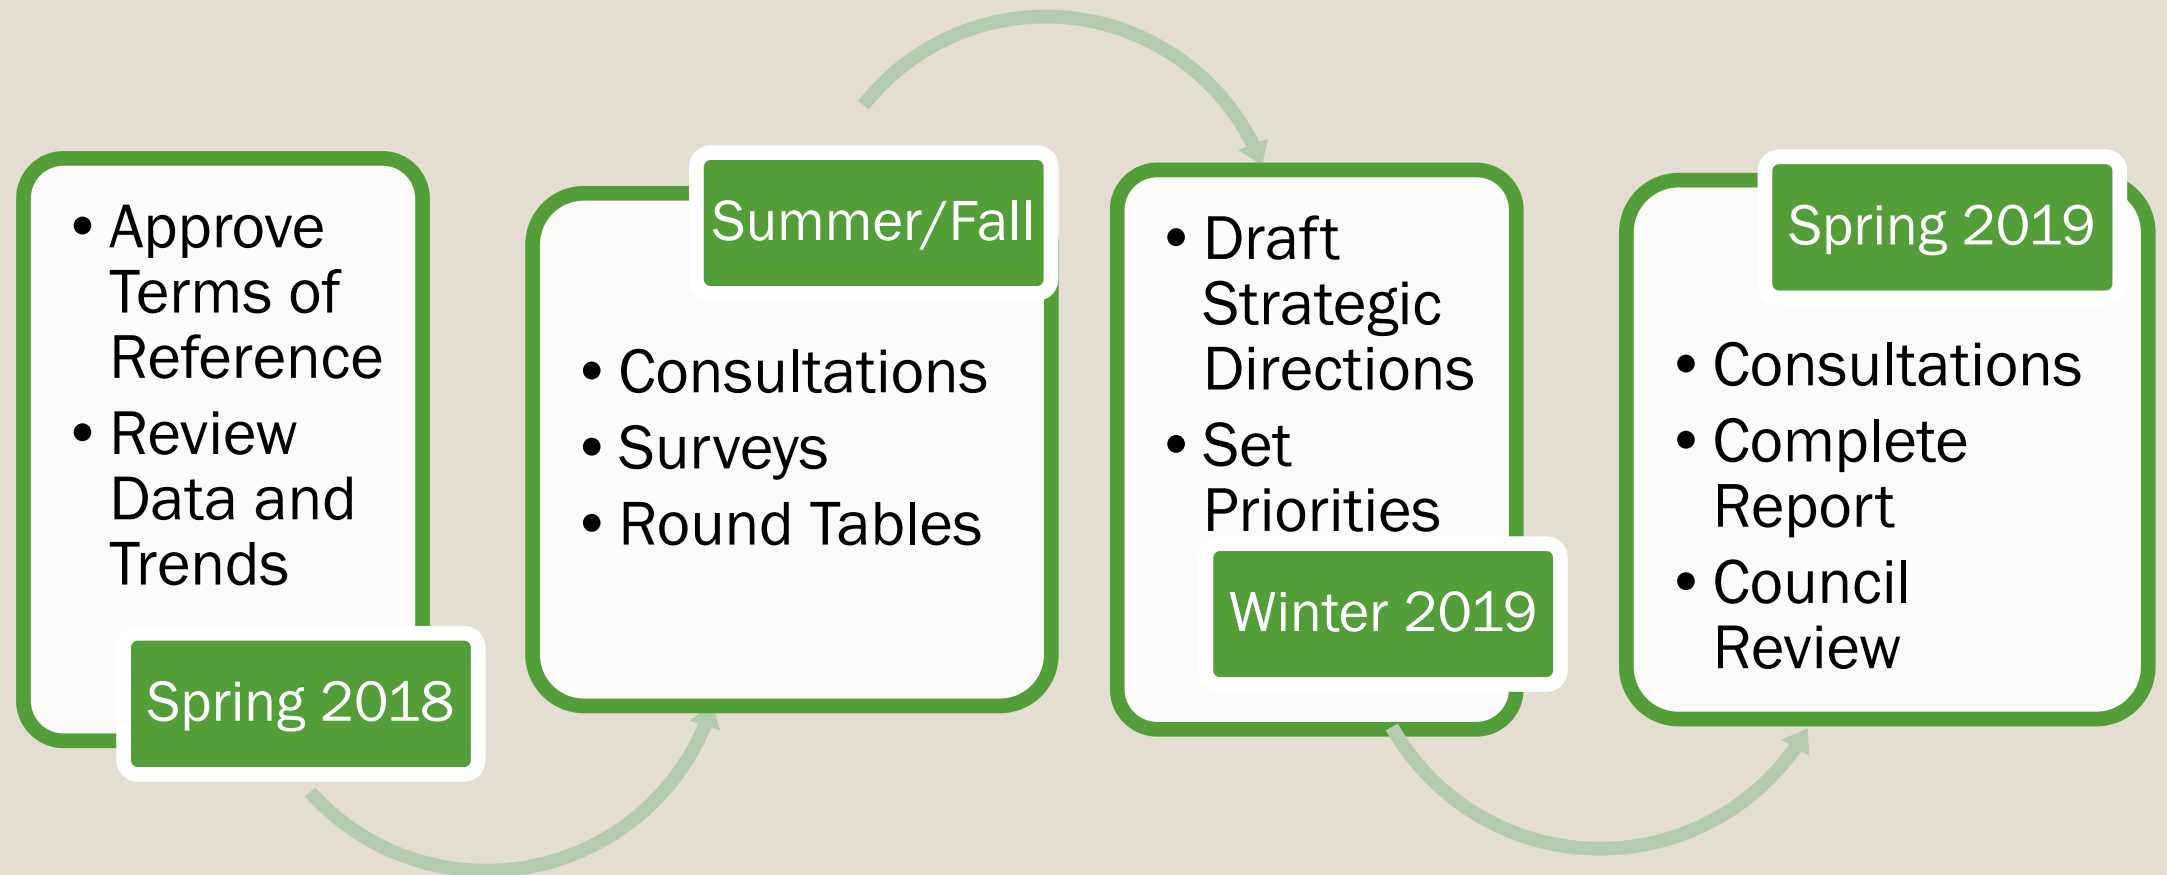 • Approve
Terms of
Reference
• Review
Data and
Trends
Spring 2018
Summer/Fall
• Consultations
• Surveys
• Round Tables
• Draft
Strategic
Directions
• Set
Priorities
Winter 2019
Spring 2019
• Consultations
• Complete
Report
• Council
Review